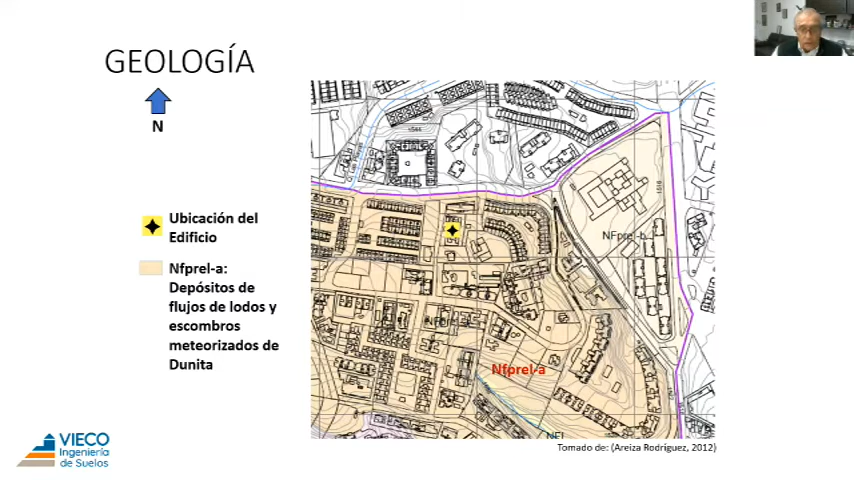 GEOLOGÍA
N
Ubicación del
Edificio
Nfprel-a:
Depósitos de
flujos de lodos y
escombros
meteorizados de
Dunita
NFprel-b
Nfprel-a
NFI
Tomado de: (Areiza Rodríguez, 2012)
VIECO
Ingeniería
de Suelos